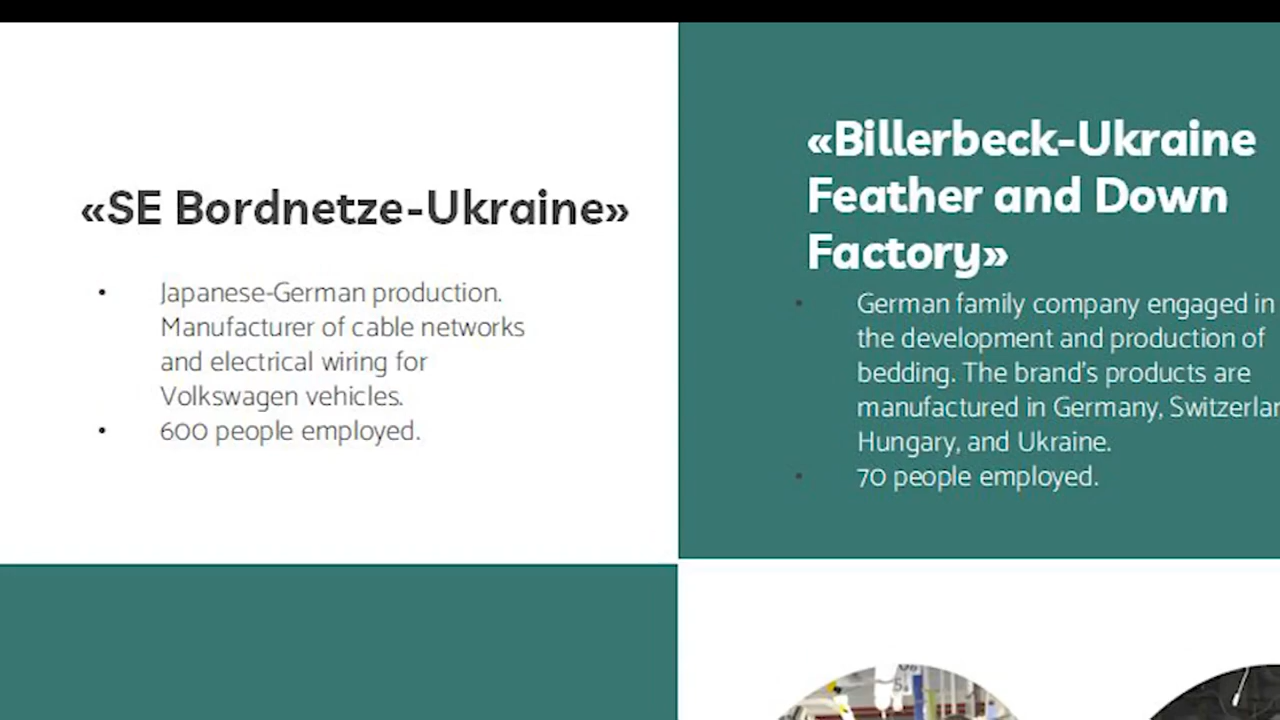 «SE Bordnetze-Ukraine»
• Japanese-German production.
Manufacturer of cable networks
and electrical wiring for
Volkswagen vehicles.
• 600 people employed.
«Billerbeck-Ukraine
Feather and Down
Factory»
• German family company engaged in
the development and production of
bedding. The brand's products are
manufactured in Germany,
Hungary, and Ukraine.
• 70 people employed.